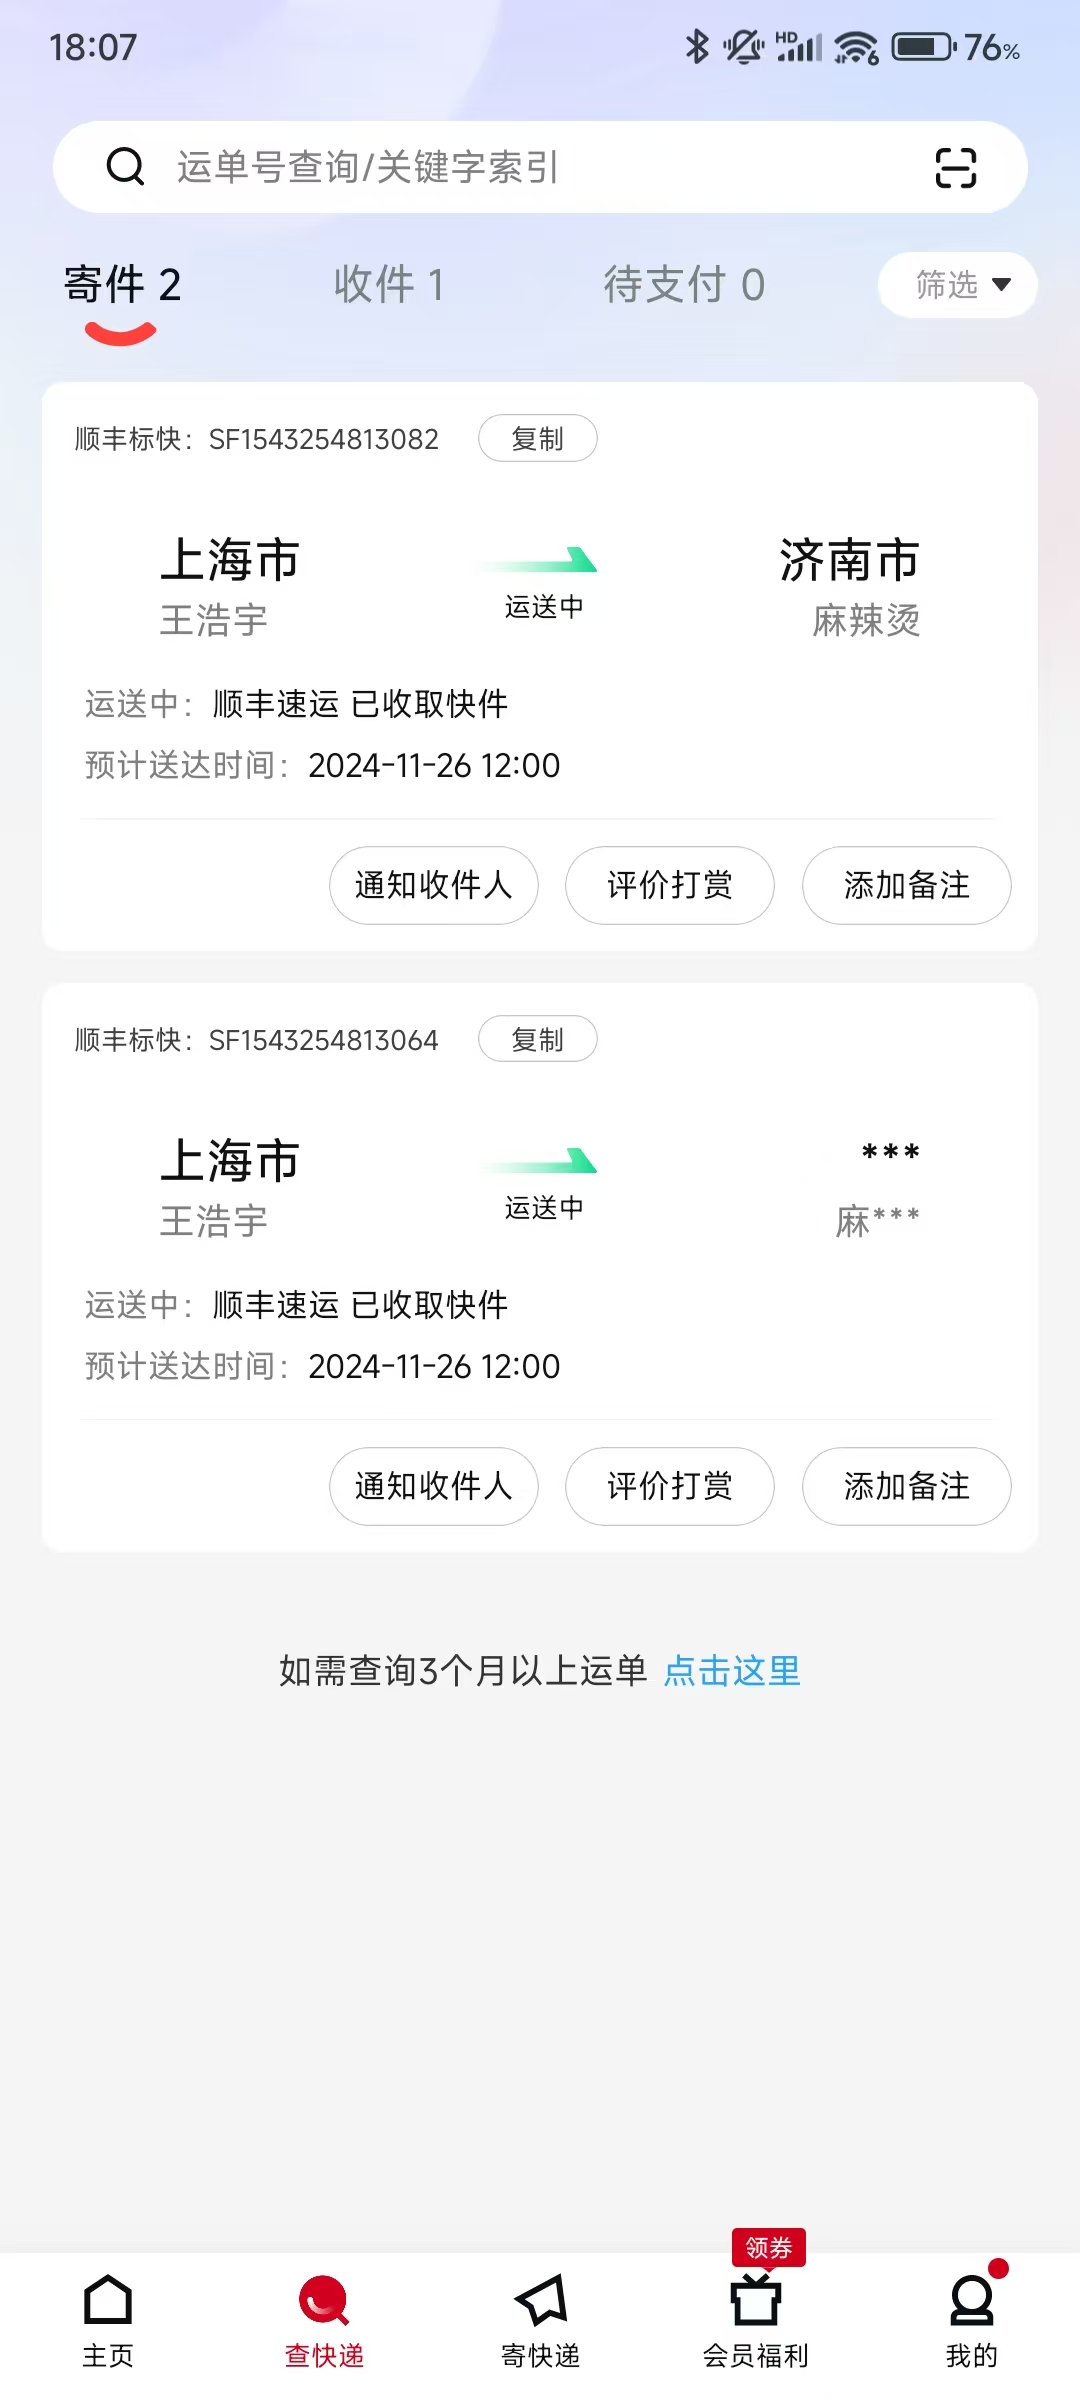 18:07
HD 6 76%
运单号查询/关键字索引
寄件 2 收件 1 待支付 0 筛选
顺丰标快：SF1543254813082 复制
上海市 济南市
王浩宇 运送中 麻辣烫
运送中：顺丰速运 已收取快件
预计送达时间：2024-11-26 12:00
通知收件人 评价打赏 添加备注
顺丰标快：SF1543254813064 复制
上海市 ***
王浩宇 运送中 麻***
运送中：顺丰速运 已收取快件
预计送达时间：2024-11-26 12:00
通知收件人 评价打赏 添加备注
如需查询3个月以上运单 点击这里
领券
主页 查快递 寄快递 会员福利 我的